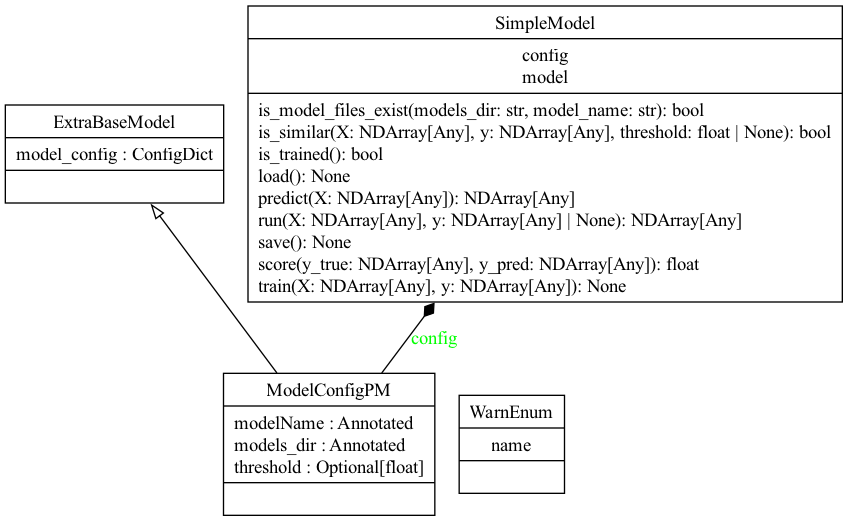 SimpleModel
config
model
is_model_files_exist(models_dir: str, model_name: str): bool
is_similar(X: NDArray[Any], y: NDArray[Any], threshold: float | None): bool
is_trained(): bool
load(): None
predict(X: NDArray[Any]): NDArray[Any]
run(X: NDArray[Any], y: NDArray[Any] | None): NDArray[Any]
save(): None
score(y_true: NDArray[Any], y_pred: NDArray[Any]): float
train(X: NDArray[Any], y: NDArray[Any]): None
ExtraBaseModel
model_config : ConfigDict
config
ModelConfigPM
modelName : Annotated
models_dir : Annotated
threshold : Optional[float]
WarnEnum
name